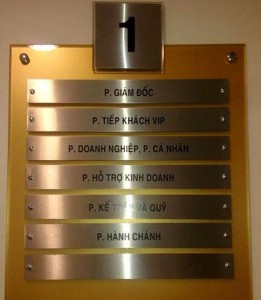 1
P. GIÁM ĐỐC
P. TIẾP KHÁCH VIP
P. DOANH NGHIỆP, P. CÁ NHÂN
P. HỖ TRỢ KINH DOANH
P. KẾ TOÁN VÀ QUỸ
P. HÀNH CHÁNH